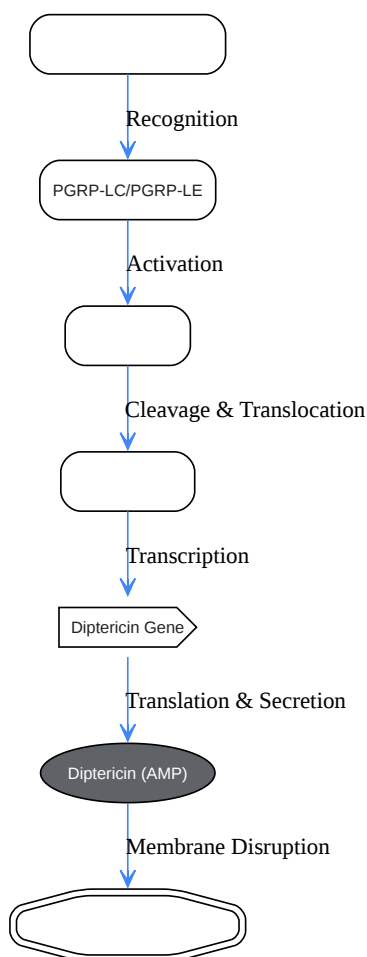 Recognition
PGRP-LC/PGRP-LE
Activation
Cleavage & Translocation
Transcription
Diptericin Gene
Translation & Secretion
Diptericin (AMP)
Membrane Disruption